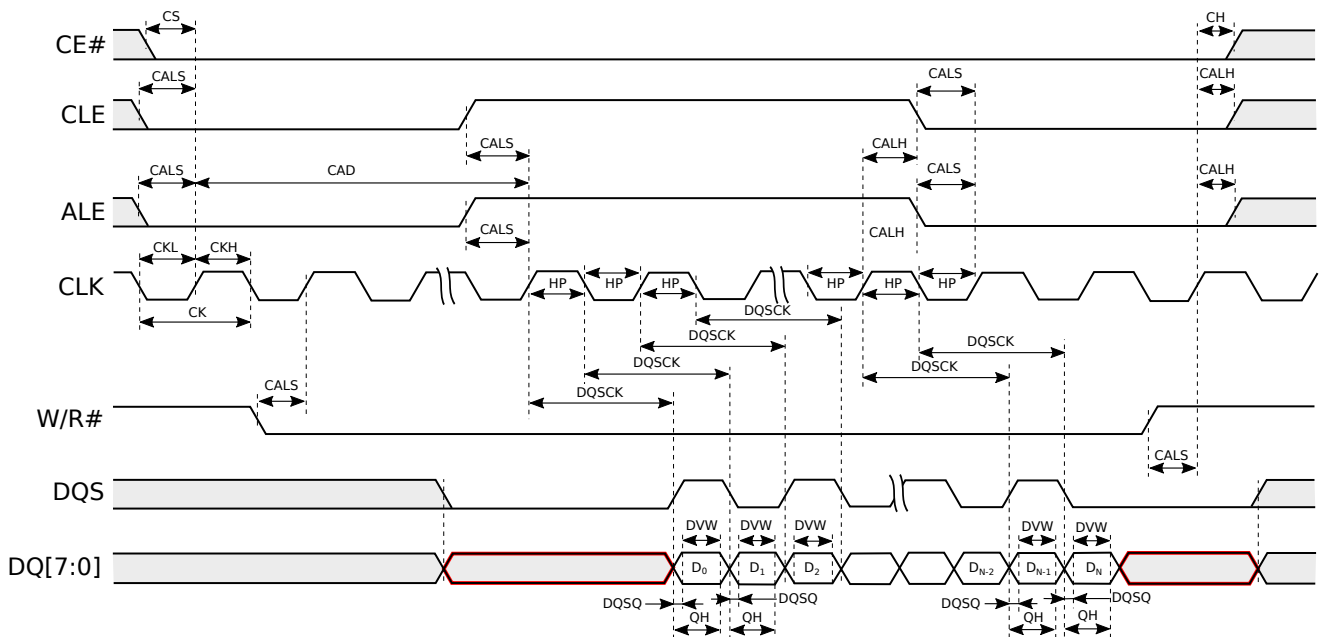 CS CH
CE#
CALS CALS CALH
CLE
CALS CALH
CALS CAD CALS CALH
ALE
CALS CALH
CKL CKH
CLK HP HP HP HP HP HP
CK DQSCK
DQSCK
DQSCK
DQSCK DQSCK
CALS DQSCK
W/R#
CALS
DQS
DVW DVW DVW DVW DVW
DQ[7:0] D0 D1 D2 DN-2 DN-1 DN
DQSQ DQSQ DQSQ DQSQ
QH QH QH QH